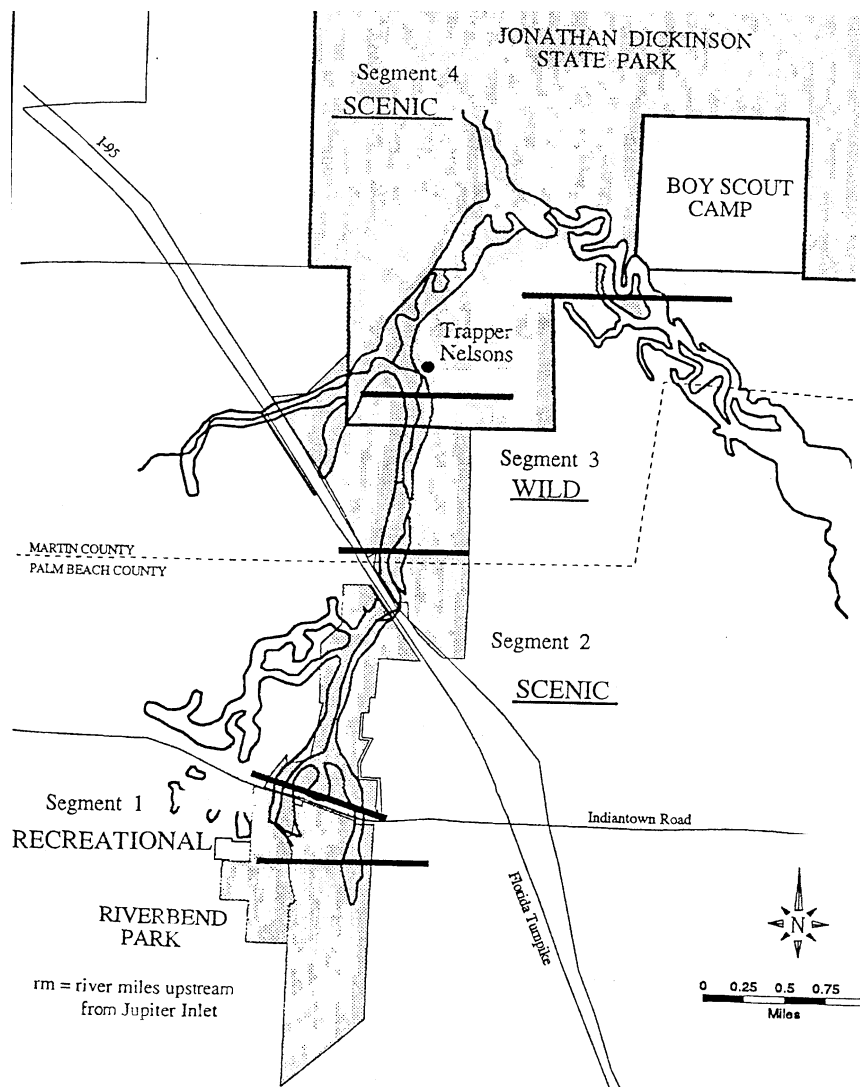 JONATHAN DICKINSON
STATE PARK
Segment 4
SCENIC
I-95
BOY SCOUT
CAMP
Trapper
Nelsons
Segment 3
WILD
MARTIN COUNTY
PALM BEACH COUNTY
Segment 2
SCENIC
Segment 1
RECREATIONAL
Indiantown Road
Florida Turnpike
RIVERBEND
PARK
N
rm = river miles upstream
from Jupiter Inlet
0 0.25 0.5 0.75
Miles